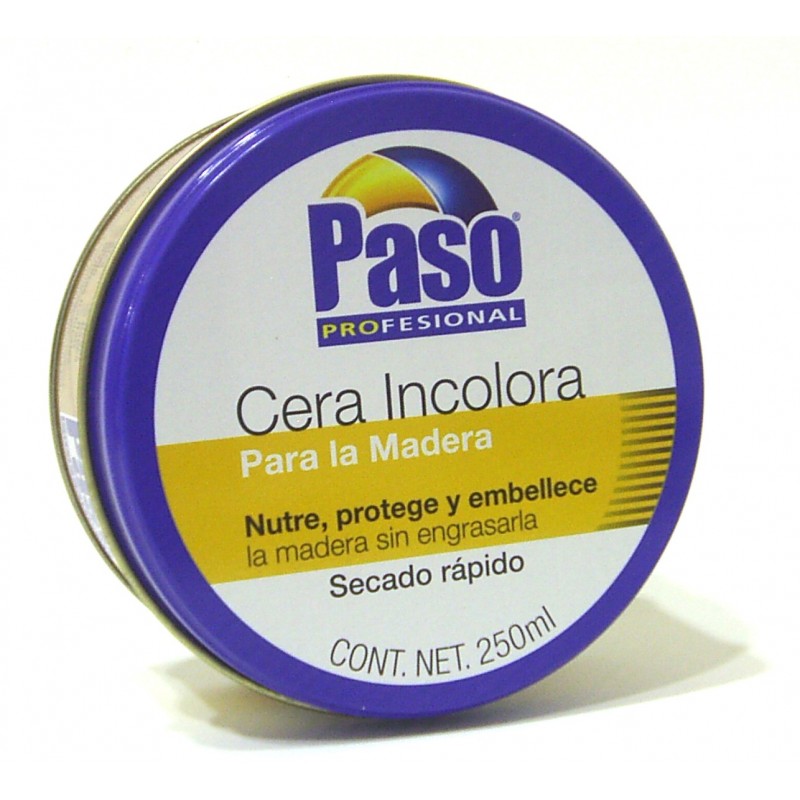 Paso®
PROFESIONAL
Cera Incolora
Para la Madera
Nutre, protege y embellece
la madera sin engrasarla
Secado rápido
CONT. NET. 250ml